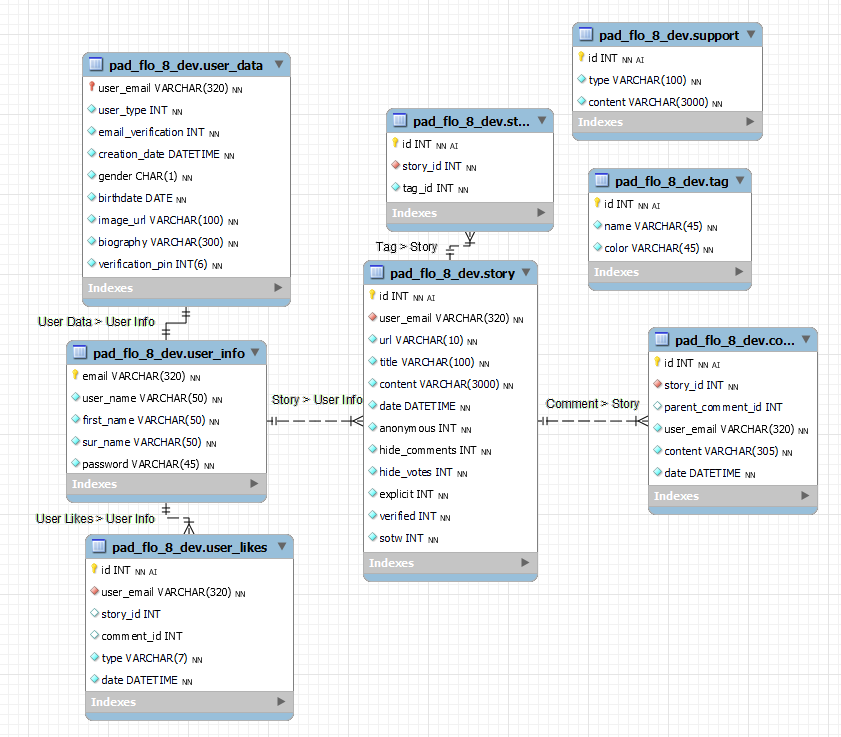 pad_flo_8_dev.user_data
user_email VARCHAR(320) NN
user_type INT NN
email_verification INT NN
creation_date DATETIME NN
gender CHAR(1) NN
birthdate DATE NN
image_url VARCHAR(100) NN
biography VARCHAR(300) NN
verification_pin INT(6) NN
Indexes
User Data > User Info
pad_flo_8_dev.user_info
email VARCHAR(320) NN
user_name VARCHAR(50) NN
first_name VARCHAR(50) NN
sur_name VARCHAR(50) NN
password VARCHAR(45) NN
Indexes
User Likes > User Info
pad_flo_8_dev.user_likes
id INT NN AI
user_email VARCHAR(320) NN
story_id INT
comment_id INT
type VARCHAR(7) NN
date DATETIME NN
Indexes
Story > User Info
pad_flo_8_dev.st...
id INT NN AI
story_id INT NN
tag_id INT NN
Indexes
Tag > Story
pad_flo_8_dev.story
id INT NN AI
user_email VARCHAR(320) NN
url VARCHAR(10) NN
title VARCHAR(100) NN
content VARCHAR(3000) NN
date DATETIME NN
anonymous INT NN
hide_comments INT NN
hide_votes INT NN
explicit INT NN
verified INT NN
sotw INT NN
Indexes
Comment > Story
pad_flo_8_dev.support
id INT NN AI
type VARCHAR(100) NN
content VARCHAR(3000) NN
Indexes
pad_flo_8_dev.tag
id INT NN AI
name VARCHAR(45) NN
color VARCHAR(45) NN
Indexes
pad_flo_8_dev.co...
id INT NN AI
story_id INT NN
parent_comment_id INT
user_email VARCHAR(320) NN
content VARCHAR(305) NN
date DATETIME NN
Indexes